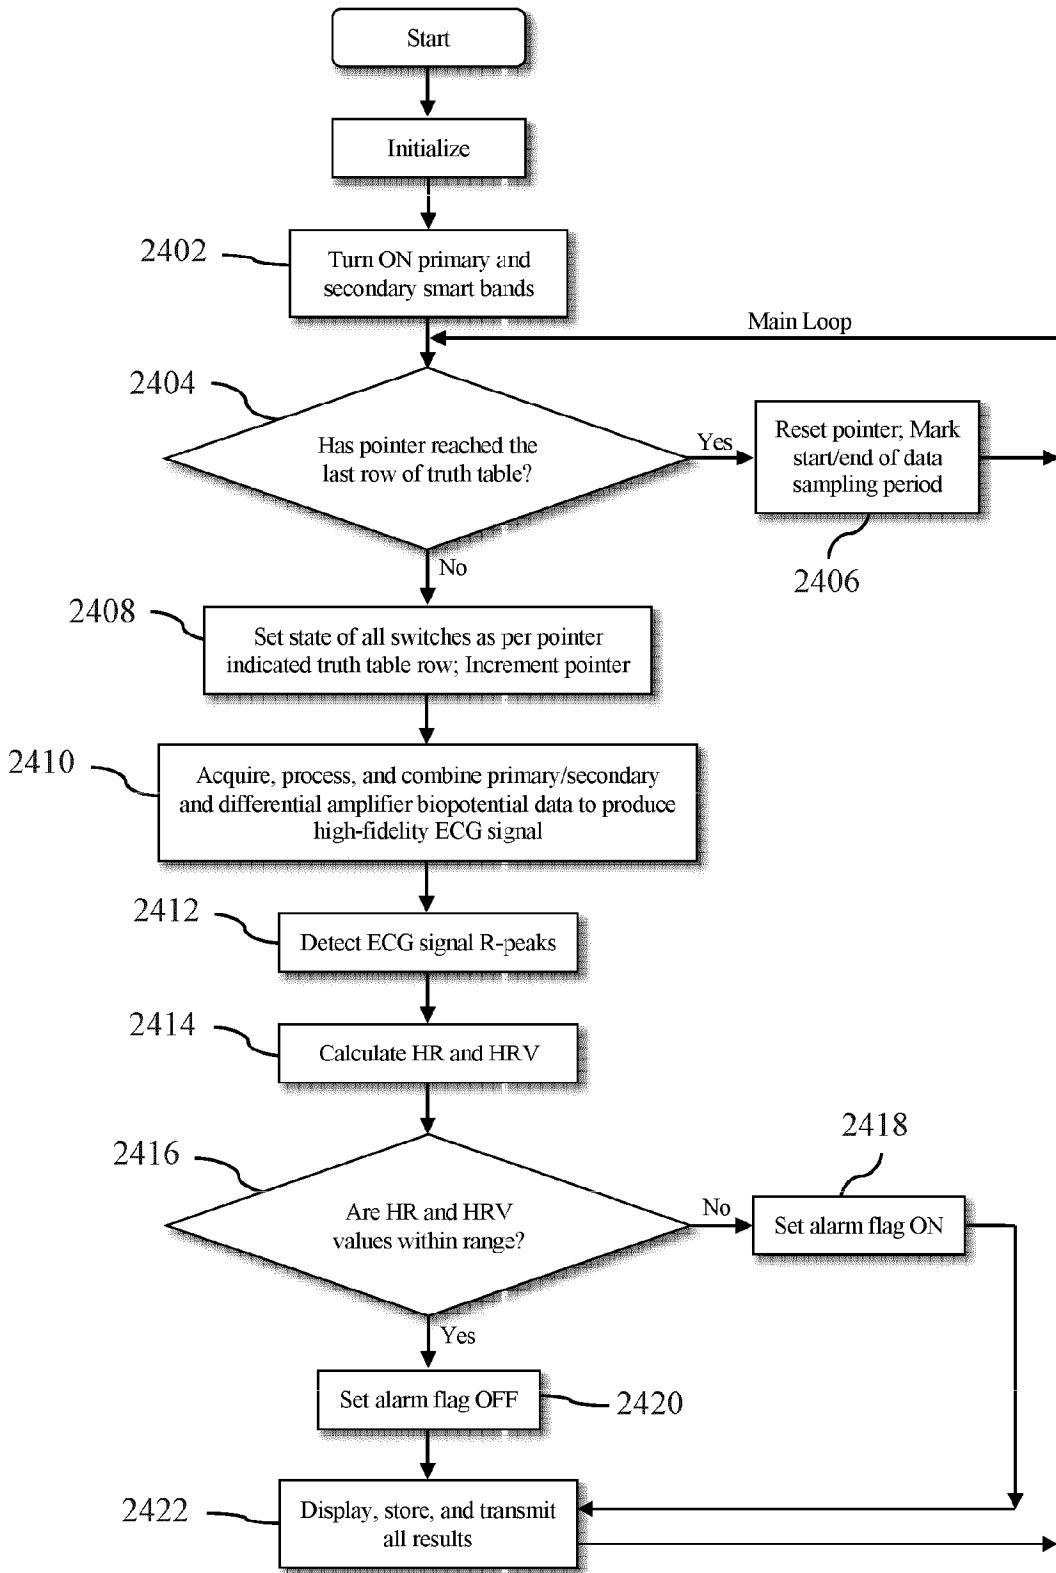 Start
Initialize
2402
Turn ON primary and
secondary smart bands
Main Loop
2404
Has pointer reached the
last row of truth table?
Yes
Reset pointer; Mark
start/end of data
sampling period
2406
No
2408
Set state of all switches as per pointer
indicated truth table row; Increment pointer
2410
Acquire, process, and combine primary/secondary
and differential amplifier biopotential data to produce
high-fidelity ECG signal
2412
Detect ECG signal R-peaks
2414
Calculate HR and HRV
2416
Are HR and HRV
values within range?
No
2418
Set alarm flag ON
Yes
Set alarm flag OFF
2420
2422
Display, store, and transmit
all results